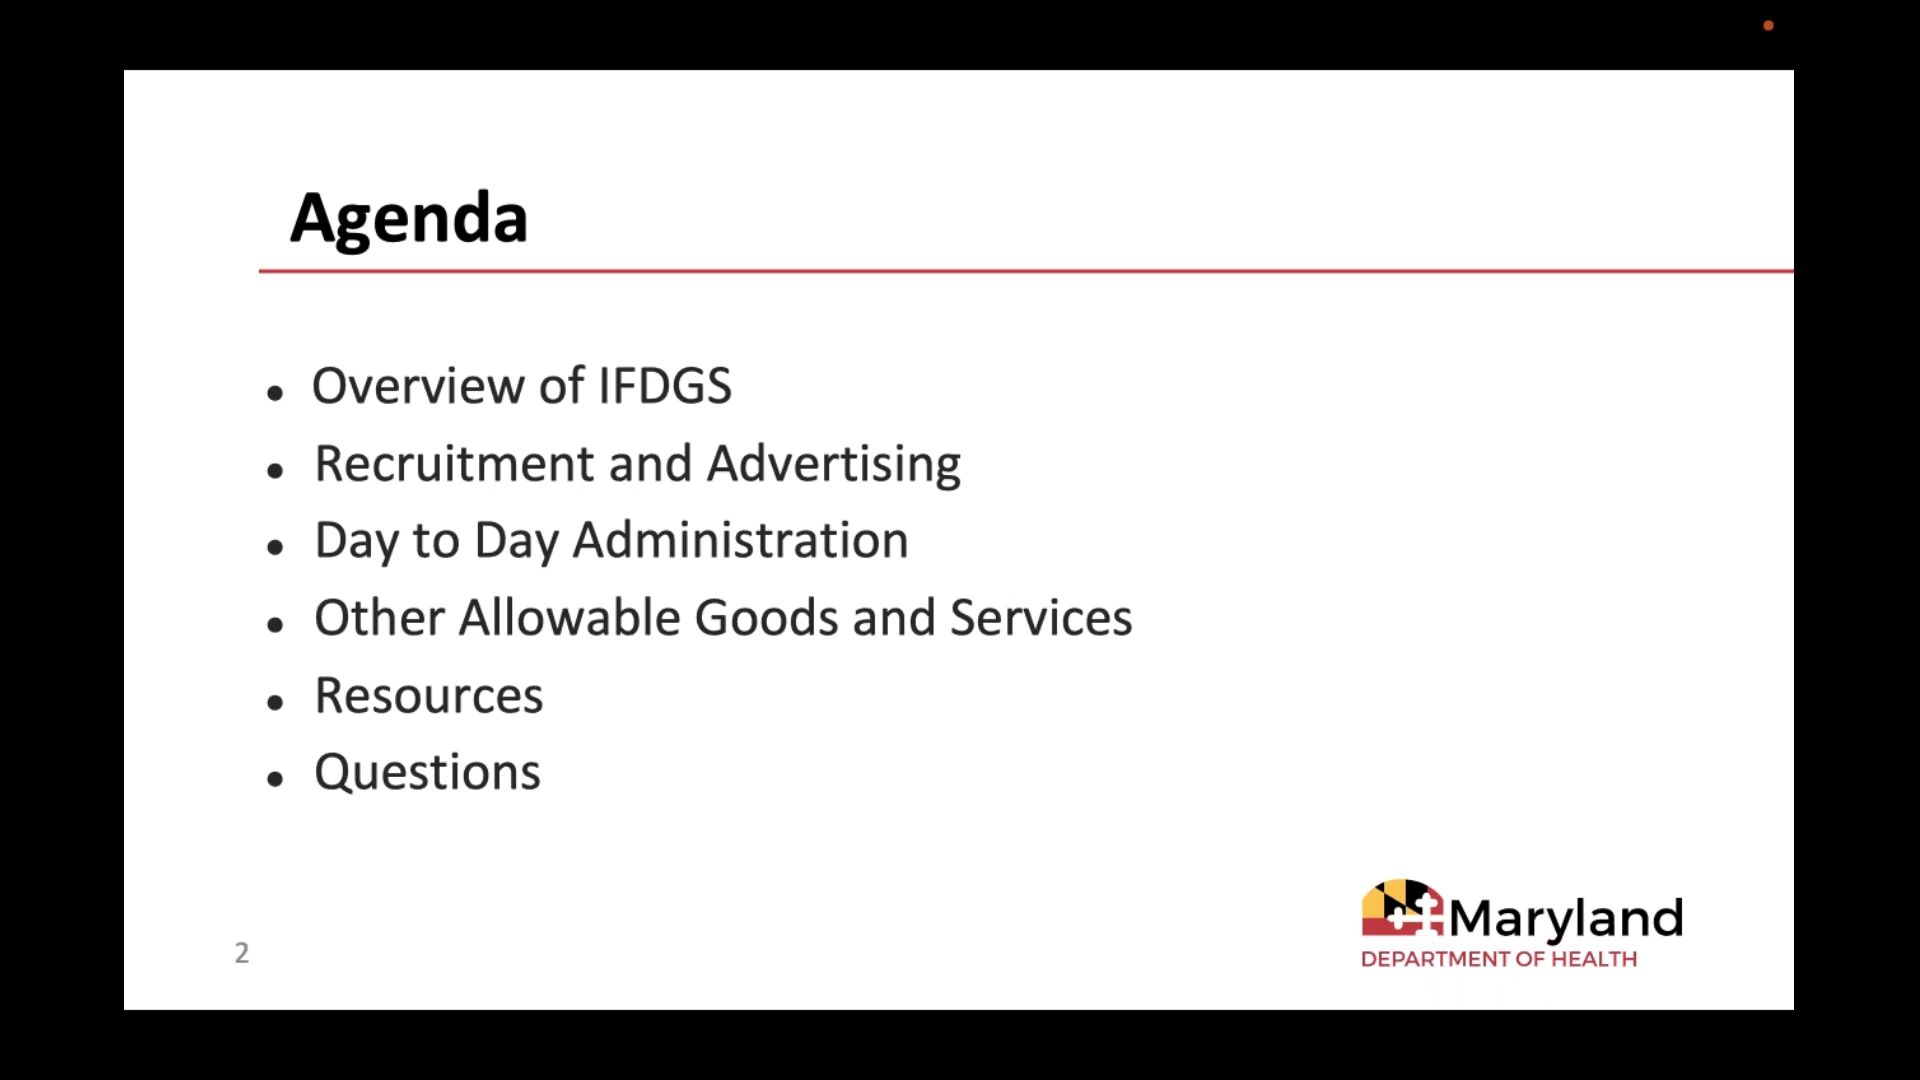 Agenda
• Overview of IFDGS
• Recruitment and Advertising
• Day to Day Administration
• Other Allowable Goods and Services
• Resources
• Questions
2
Maryland
DEPARTMENT OF HEALTH